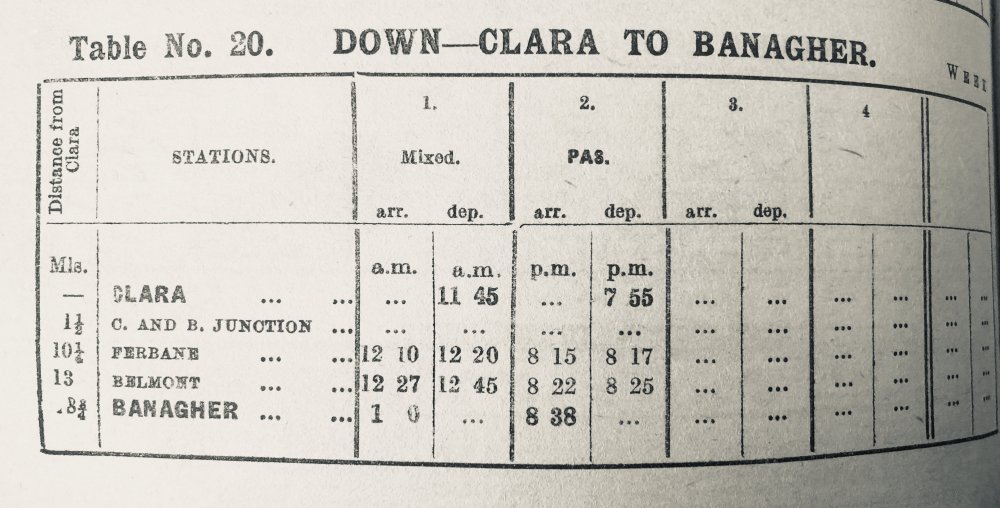 Table No. 20. DOWN—CLARA TO BANAGHER.
WEEK
Distance from Clara
STATIONS.
1. 2. 3. 4
Mixed. PAS.
arr. dep. arr. dep. arr. dep.
Mls. a.m. a.m. p.m. p.m.
— CLARA ... ... ... 11 45 ... 7 55 ... ... ... ... ... ...
1½ C. AND B. JUNCTION ... ... ... ... ... ... ... ... ... ... ...
10½ FERBANE ... ... 12 10 12 20 8 15 8 17 ... ... ... ... ... ...
13 BELMONT ... ... 12 27 12 45 8 22 8 25 ... ... ... ... ... ...
8¾ BANAGHER ... ... 1 0 ... 8 38 ... ... ... ... ... ... ...